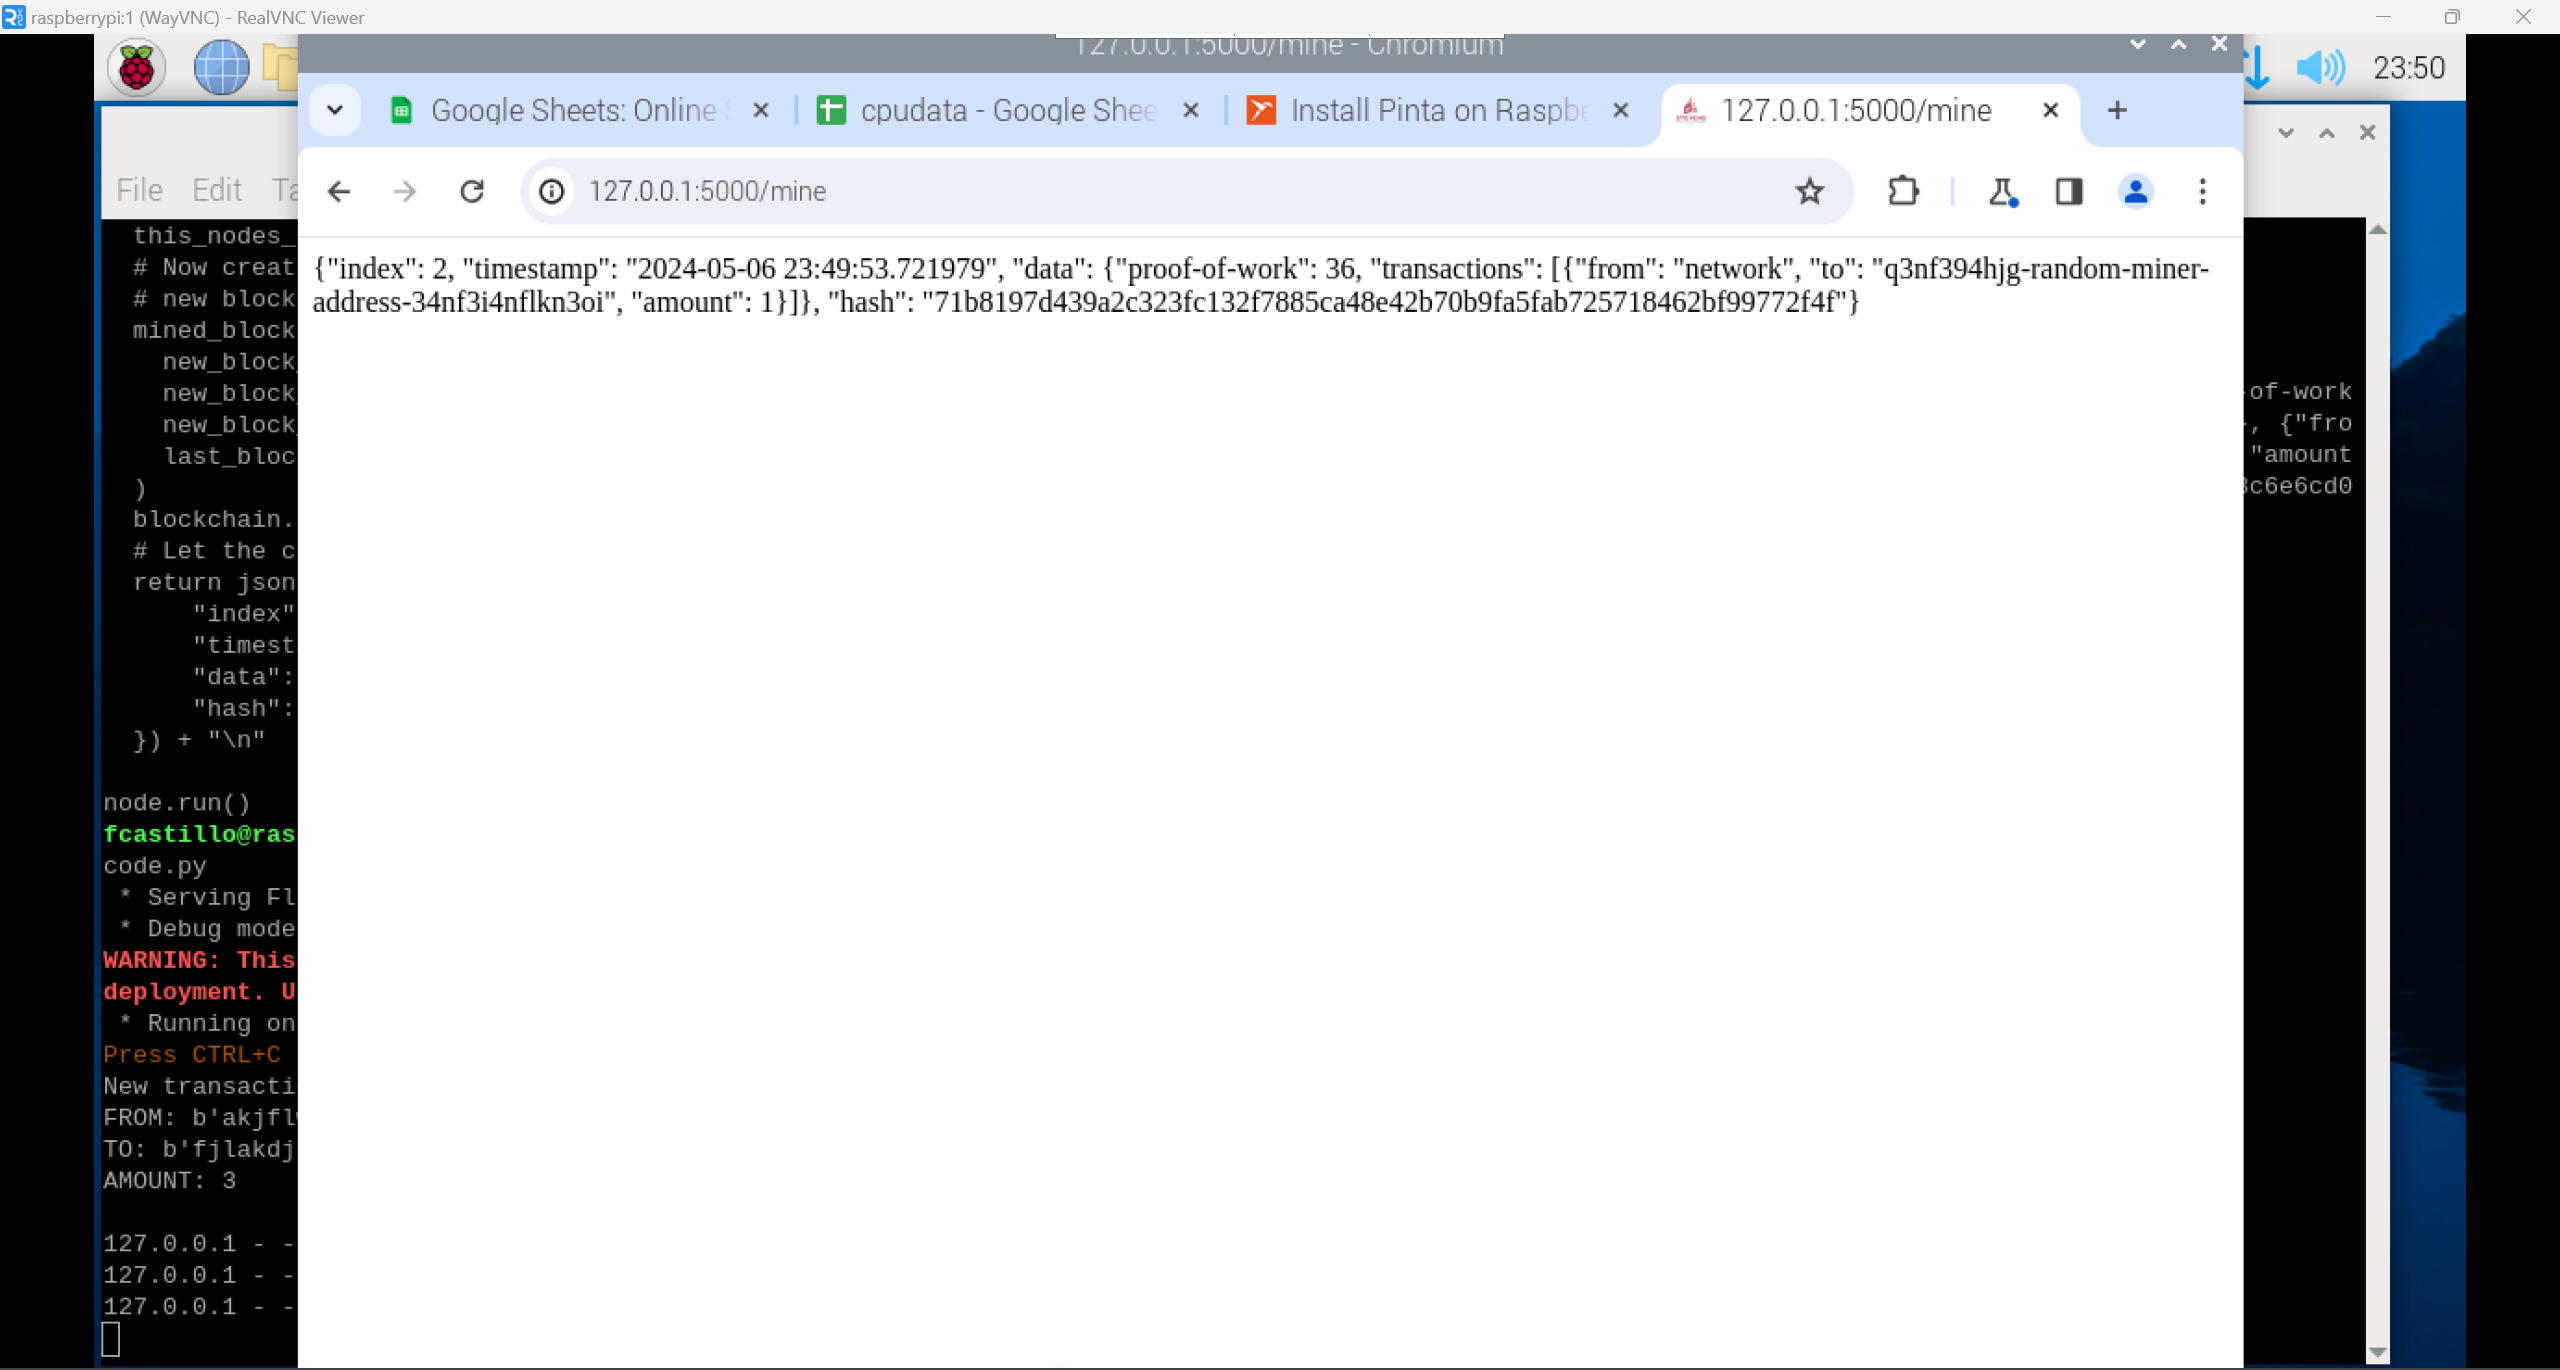 raspberrypi:1 (WayVNC) - RealVNC Viewer
127.0.0.1:5000/mine - Chromium
23:50
Google Sheets: Online
cpudata - Google Shee
Install Pinta on Raspbe
127.0.0.1:5000/mine
File Edit Ta
127.0.0.1:5000/mine
{"index": 2, "timestamp": "2024-05-06 23:49:53.721979", "data": {"proof-of-work": 36, "transactions": [{"from": "network", "to": "q3nf394hjg-random-miner-
address-34nf3i4nflkn3oi", "amount": 1}]}, "hash": "71b8197d439a2c323fc132f7885ca48e42b70b9fa5fab725718462bf99772f4f"}
this_nodes_
# Now creat
# new block
mined_block
new_block_
new_block_
new_block_
last_bloc
)
blockchain.
# Let the c
return json
"index"
"timest
"data":
"hash":
}) + "\n"
node.run()
fcastillo@ras
code.py
* Serving Fl
* Debug mode
WARNING: This
deployment. U
* Running on
Press CTRL+C
New transacti
FROM: b'akjfl
TO: b'fjlakdj
AMOUNT: 3
127.0.0.1 - -
127.0.0.1 - -
127.0.0.1 - -
-of-work
, {"fro
"amount
c6e6cd0